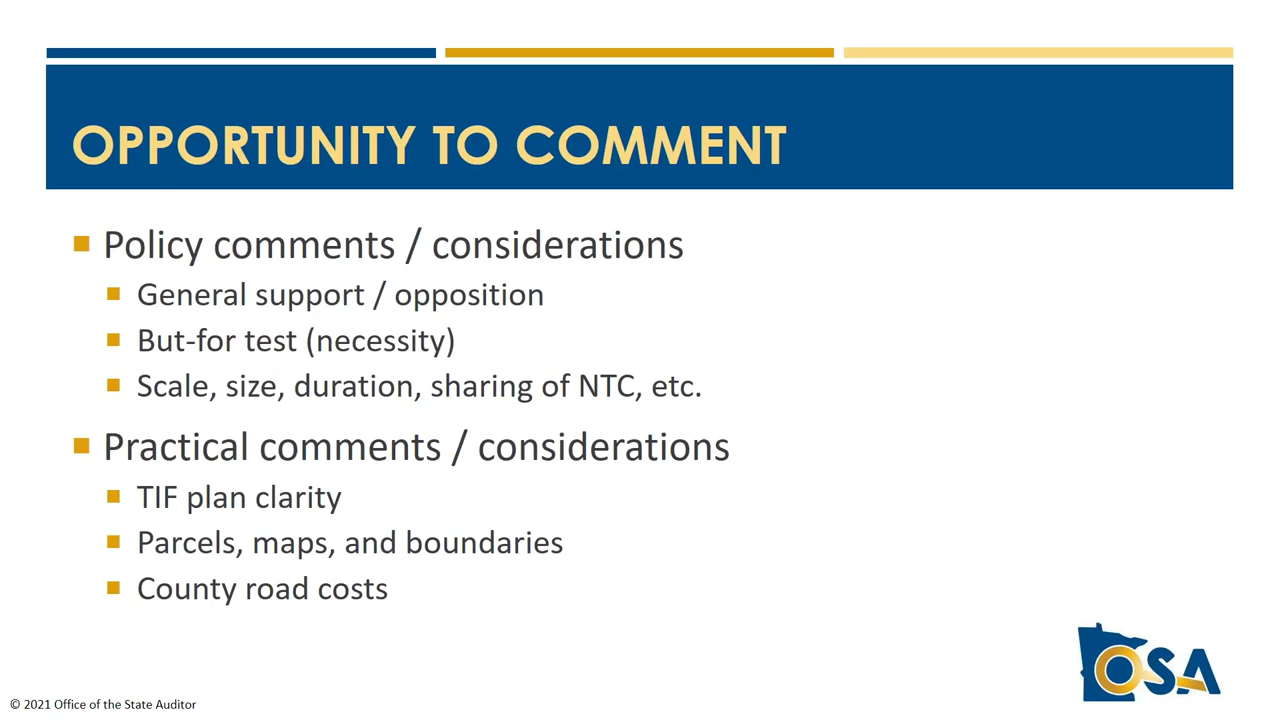 OPPORTUNITY TO COMMENT
Policy comments / considerations
General support / opposition
But-for test (necessity)
Scale, size, duration, sharing of NTC, etc.
Practical comments / considerations
TIF plan clarity
Parcels, maps, and boundaries
County road costs
OSA
© 2021 Office of the State Auditor